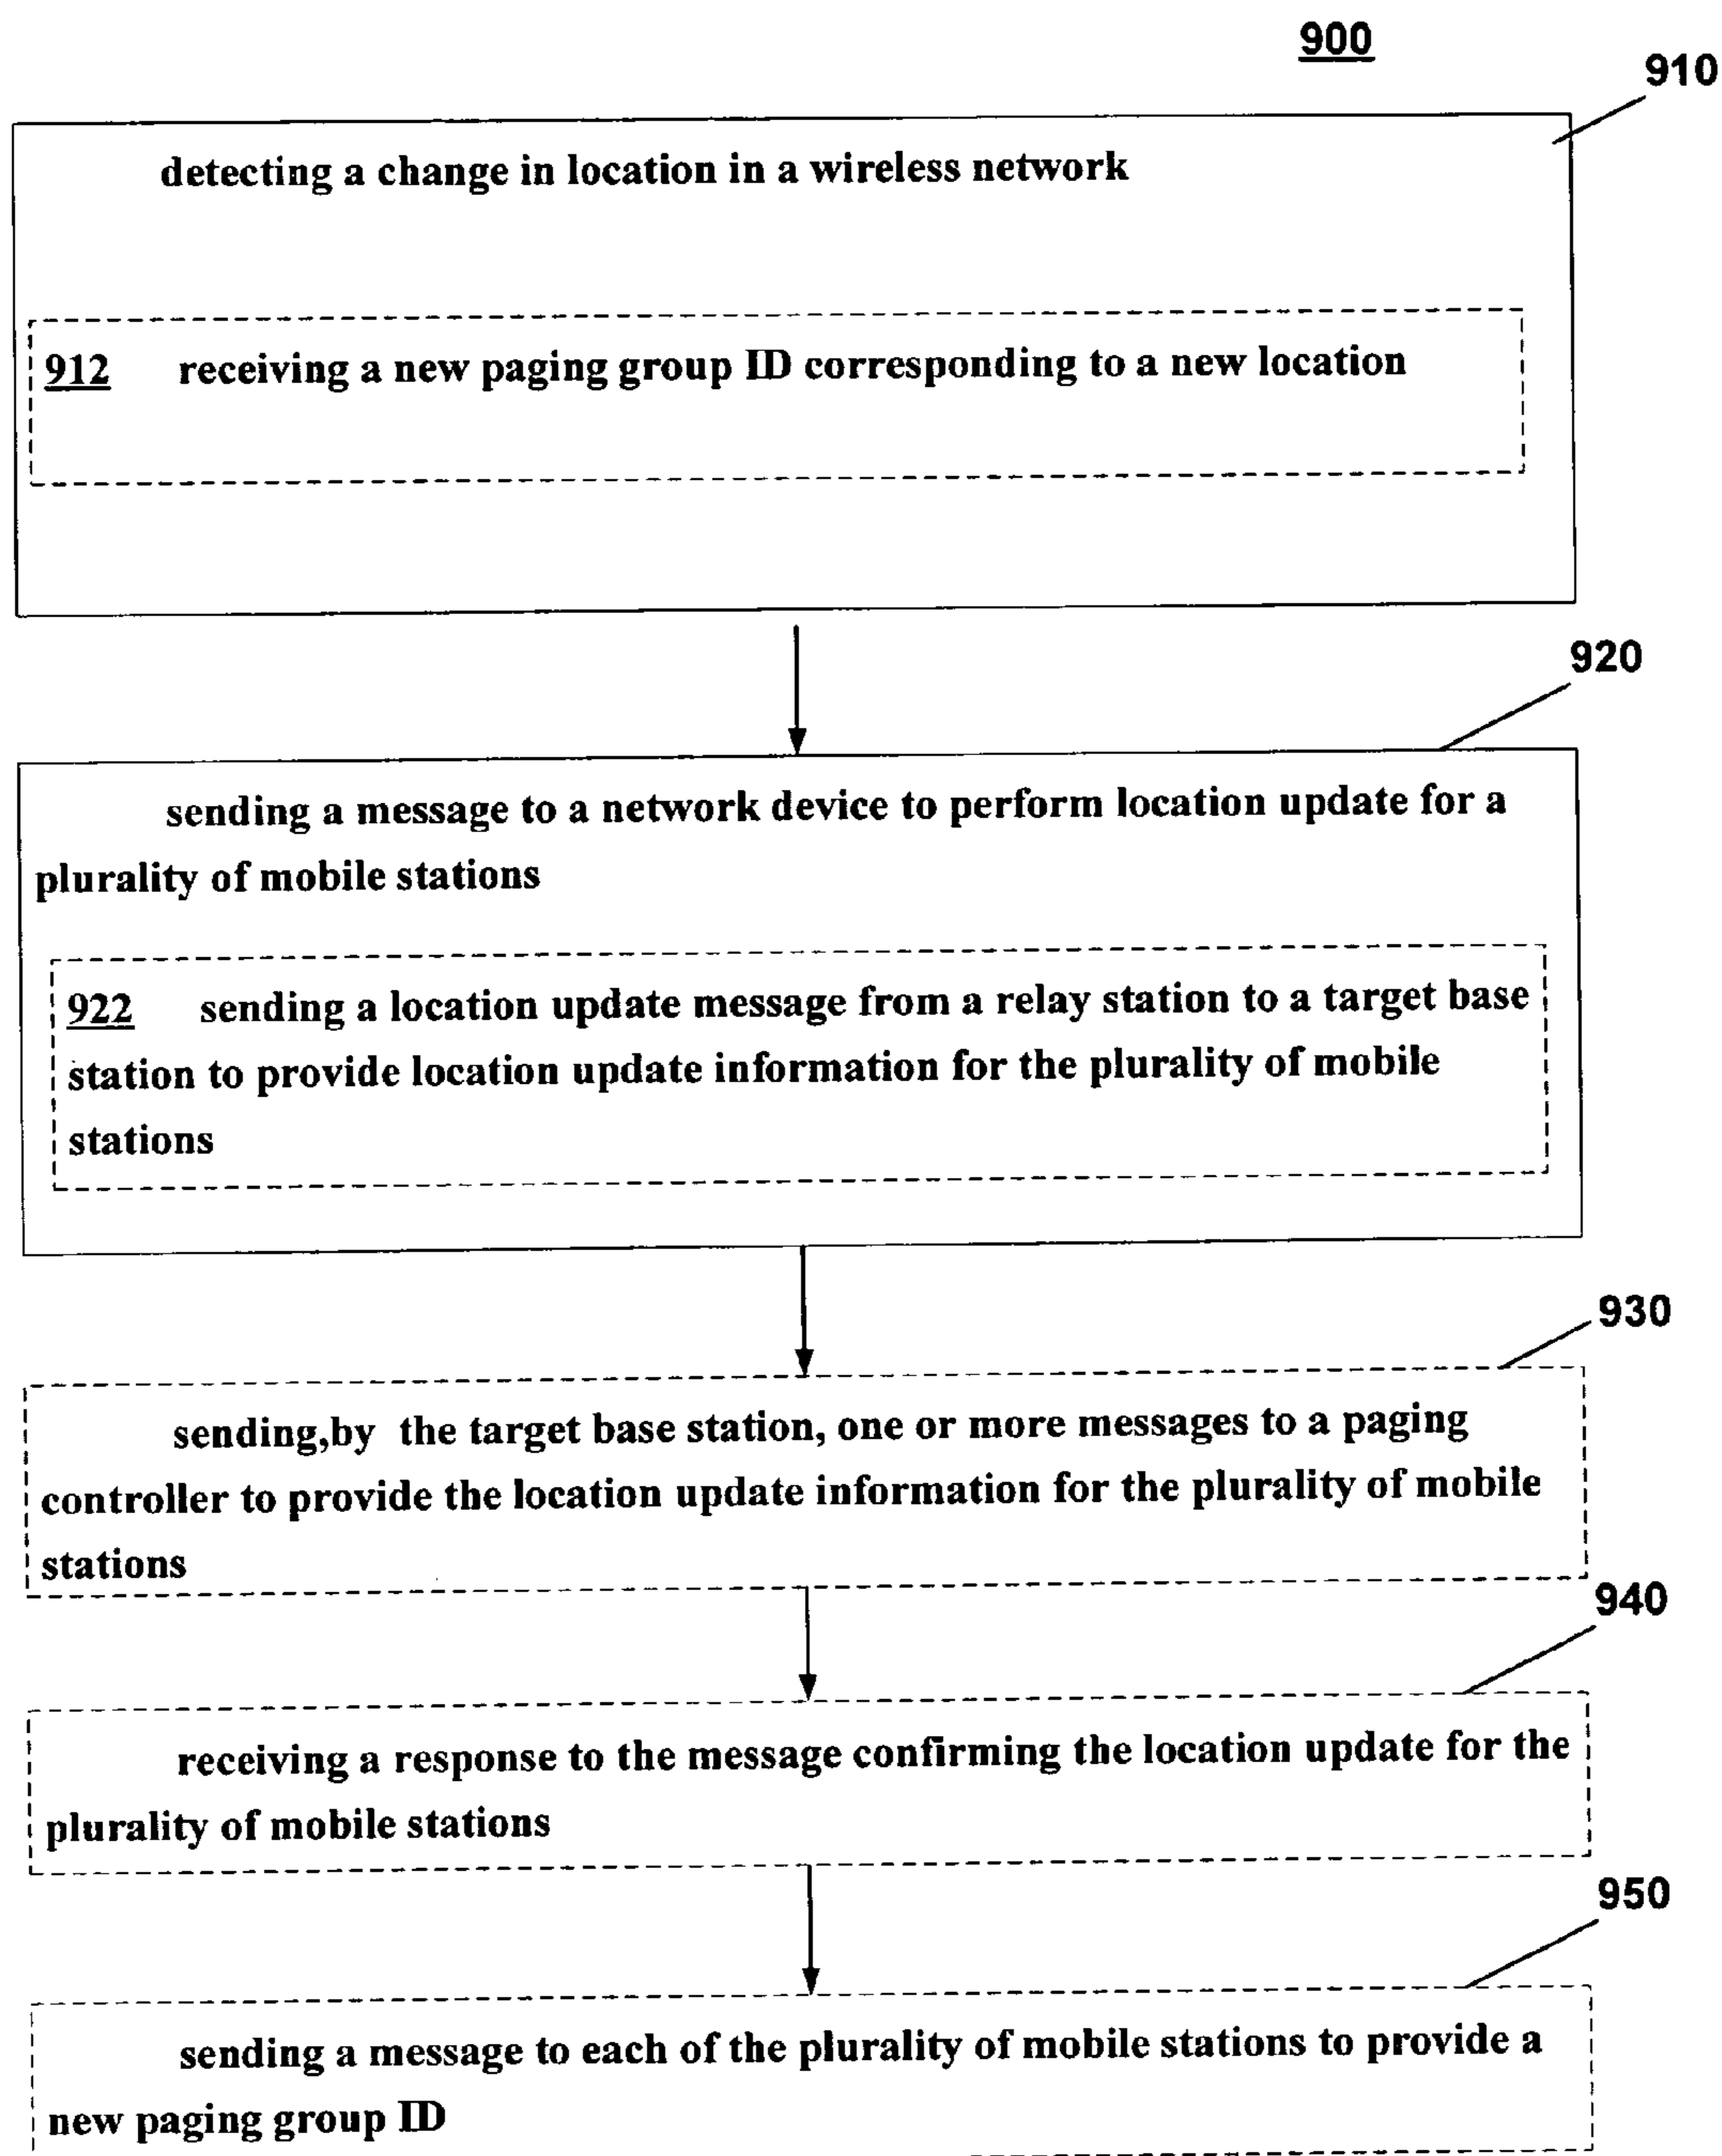 900
910
detecting a change in location in a wireless network
912 receiving a new paging group ID corresponding to a new location
920
sending a message to a network device to perform location update for a
plurality of mobile stations
922 sending a location update message from a relay station to a target base
station to provide location update information for the plurality of mobile
stations
930
sending,by the target base station, one or more messages to a paging
controller to provide the location update information for the plurality of mobile
stations
940
receiving a response to the message confirming the location update for the
plurality of mobile stations
950
sending a message to each of the plurality of mobile stations to provide a
new paging group ID